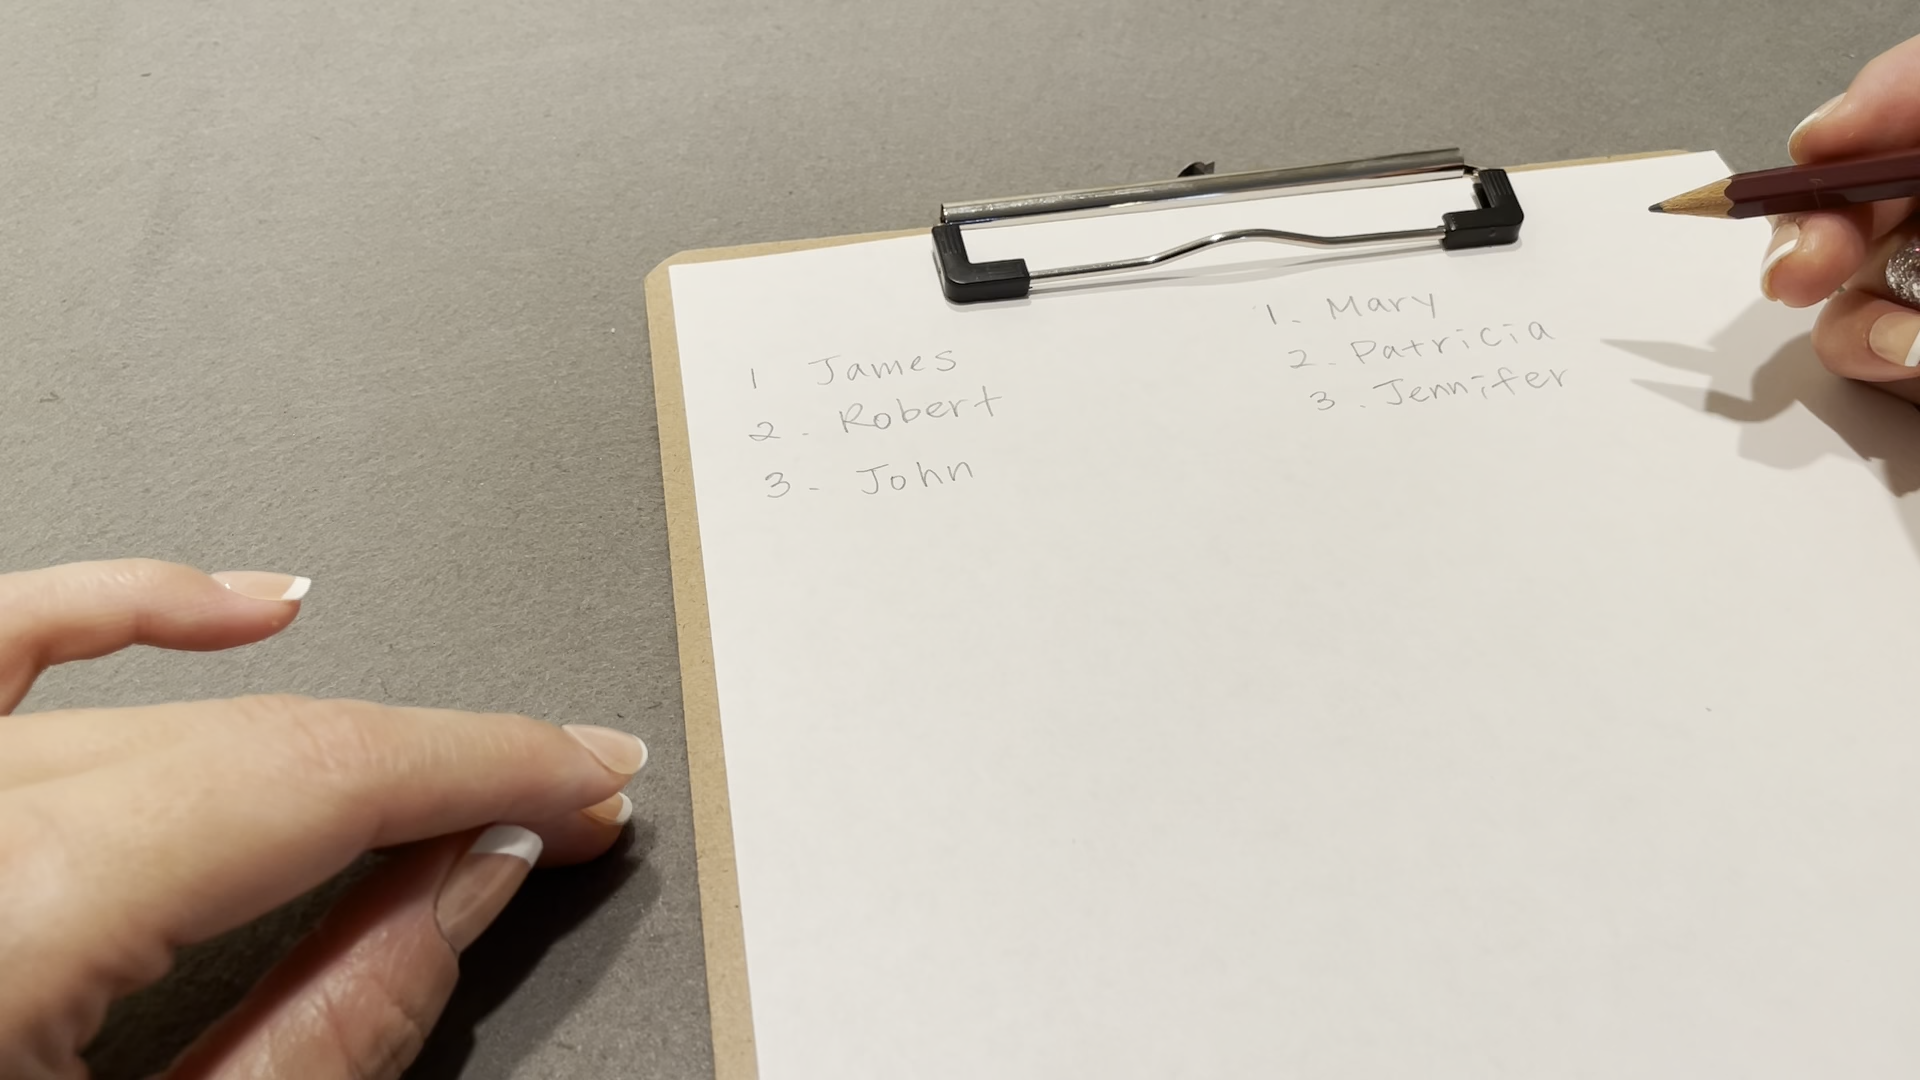 1 James
2. Robert
3. John
1. Mary
2. Patricia
3. Jennifer